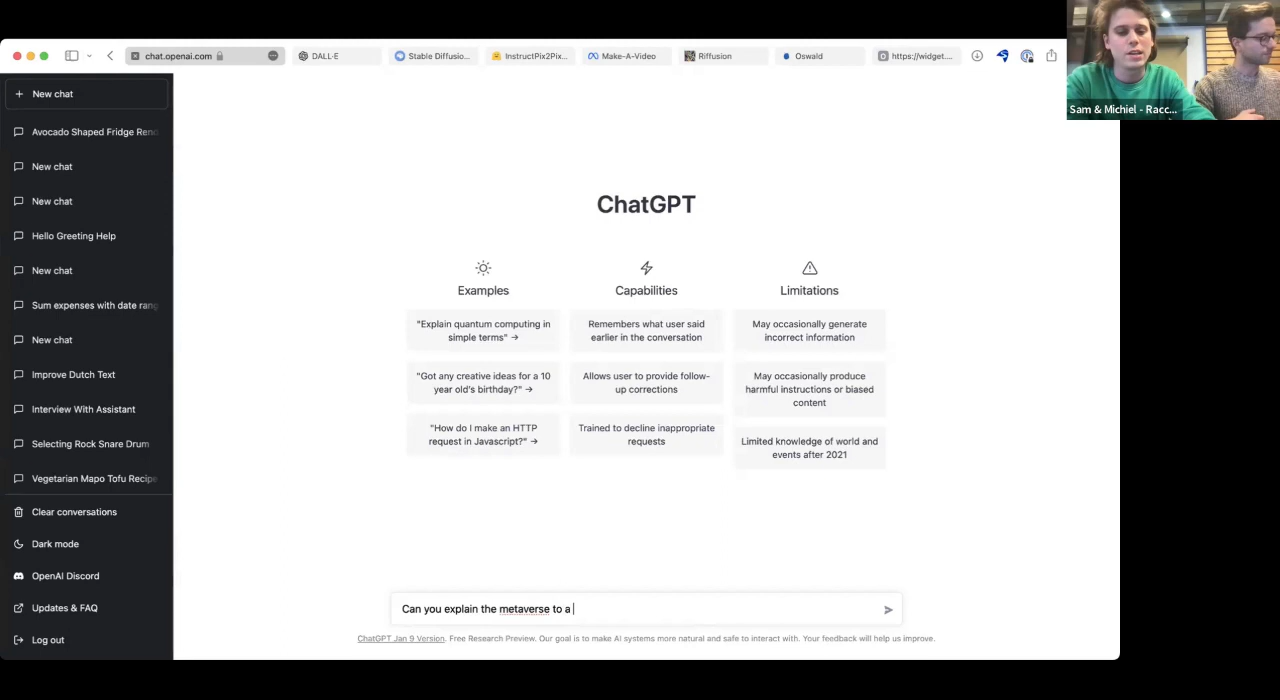 chat.openai.com
DALL·E
Stable Diffusio...
InstructPix2Pix...
Make-A-Video
Riffusion
Oswald
https://widget....
Sam & Michiel - Racc...
New chat
Avocado Shaped Fridge Rend
New chat
New chat
Hello Greeting Help
New chat
Sum expenses with date rang
New chat
Improve Dutch Text
Interview With Assistant
Selecting Rock Snare Drum
Vegetarian Mapo Tofu Recipe
Clear conversations
Dark mode
OpenAI Discord
Updates & FAQ
Log out
ChatGPT
Examples
"Explain quantum computing in
simple terms" →
"Got any creative ideas for a 10
year old's birthday?" →
"How do I make an HTTP
request in Javascript?" →
Capabilities
Remembers what user said
earlier in the conversation
Allows user to provide follow-
up corrections
Trained to decline inappropriate
requests
Limitations
May occasionally generate
incorrect information
May occasionally produce
harmful instructions or biased
content
Limited knowledge of world and
events after 2021
Can you explain the metaverse to a
ChatGPT Jan 9 Version. Free Research Preview. Our goal is to make AI systems more natural and safe to interact with. Your feedback will help us improve.